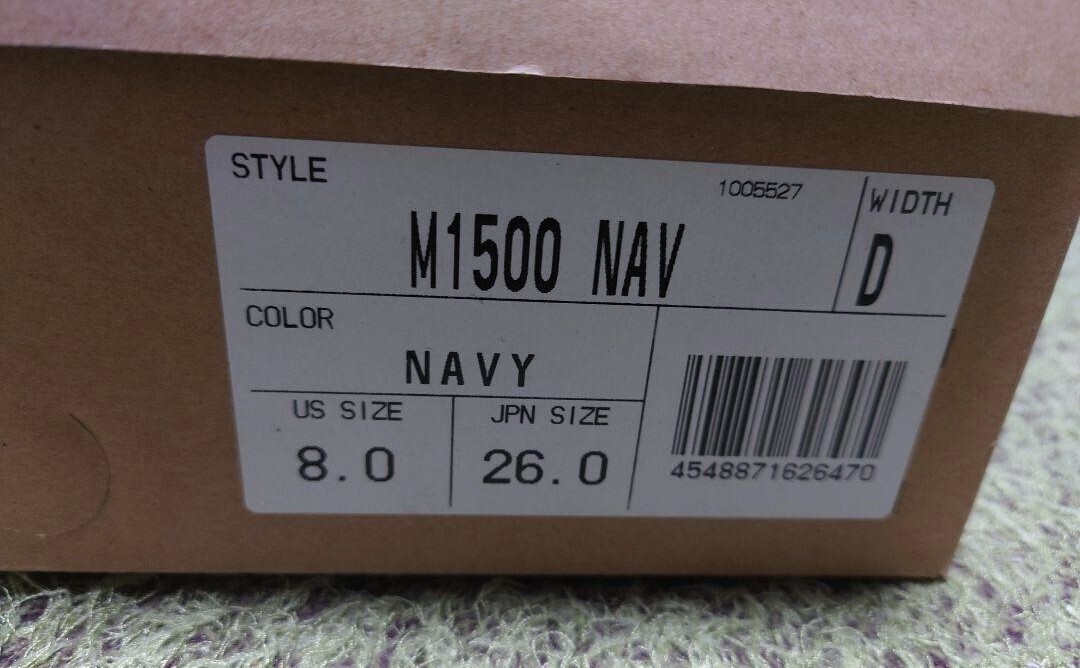 STYLE
1005527
WIDTH
M1500 NAV
D
COLOR
NAVY
US SIZE
JPN SIZE
8.0
26.0
4548871626470